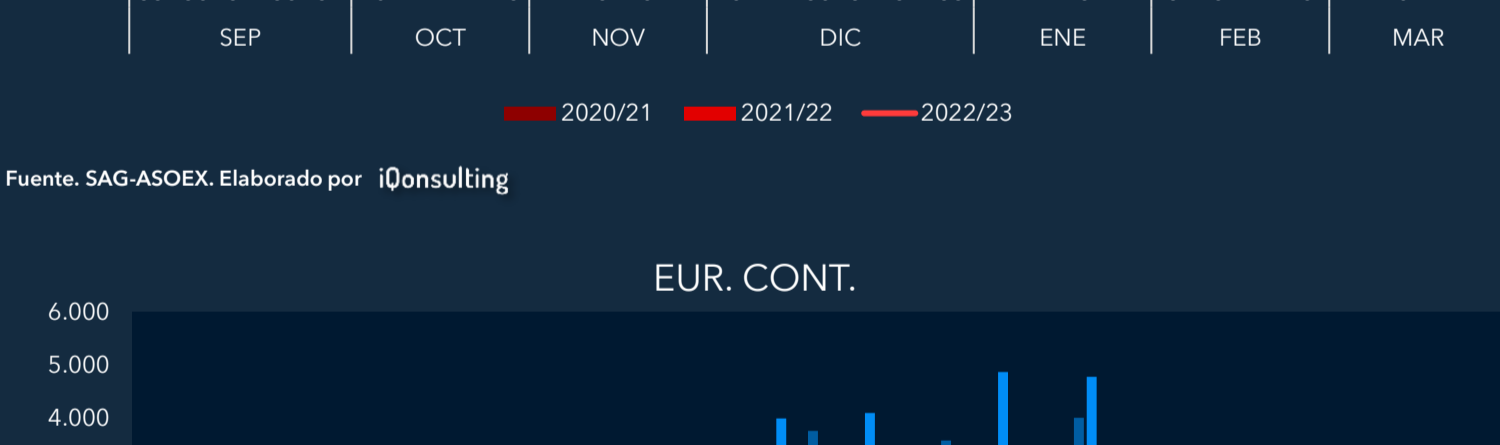 SEP OCT NOV DIC ENE FEB MAR
2020/21 2021/22 2022/23
Fuente. SAG-ASOEX. Elaborado por iQonsulting
EUR. CONT.
6.000
5.000
4.000